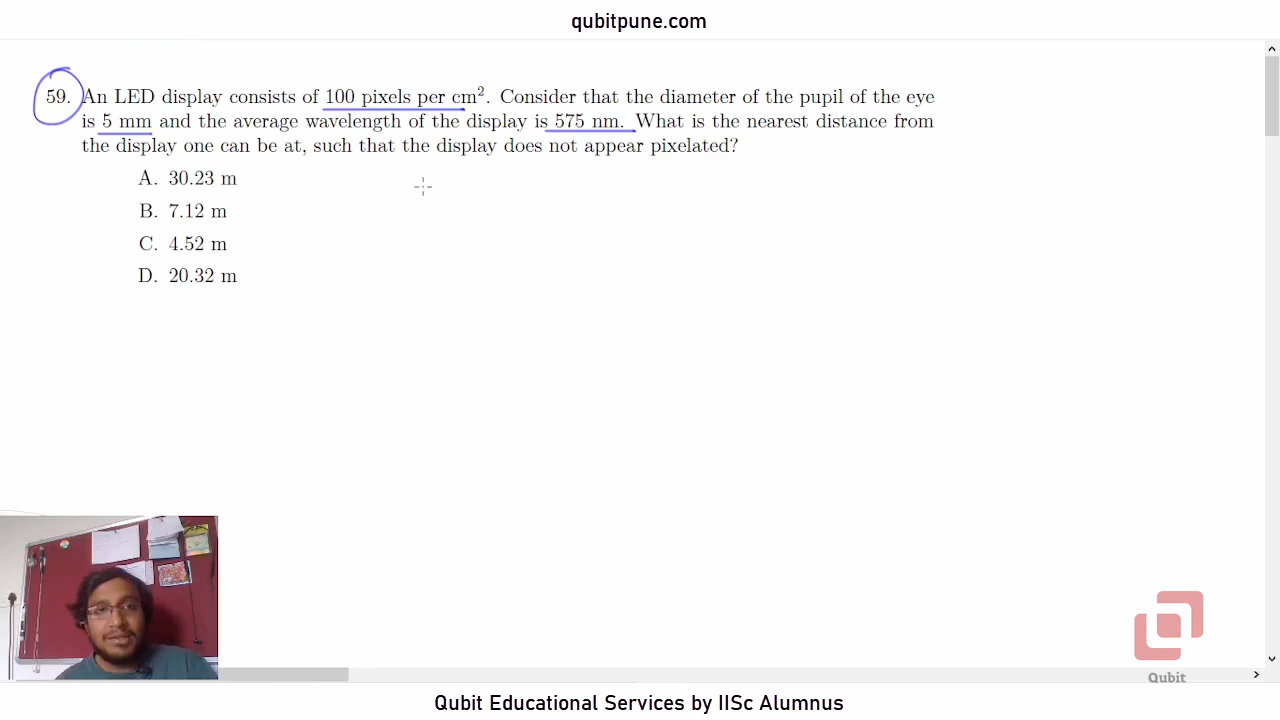 qubitpune.com
59. An LED display consists of 100 pixels per cm². Consider that the diameter of the pupil of the eye
is 5 mm and the average wavelength of the display is 575 nm. What is the nearest distance from
the display one can be at, such that the display does not appear pixelated?
A. 30.23 m
B. 7.12 m
C. 4.52 m
D. 20.32 m
Qubit
Qubit Educational Services by IISc Alumnus